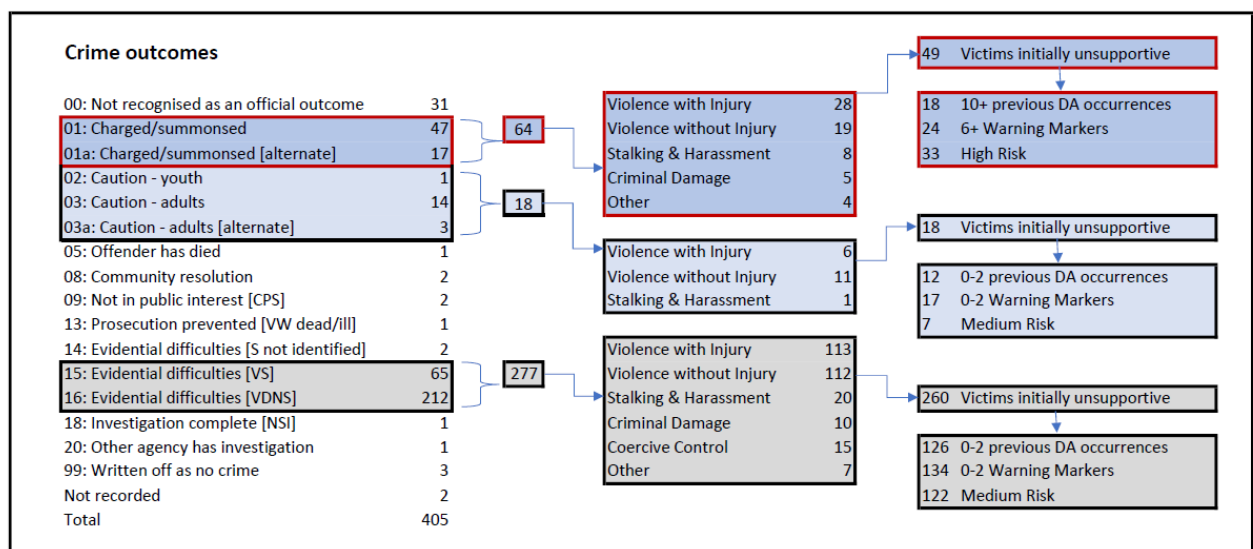 Crime outcomes
00: Not recognised as an official outcome 31
01: Charged/summonsed 47
01a: Charged/summonsed [alternate] 17
02: Caution - youth 1
03: Caution - adults 14
03a: Caution - adults [alternate] 3
05: Offender has died 1
08: Community resolution 2
09: Not in public interest [CPS] 2
13: Prosecution prevented [VW dead/ill] 1
14: Evidential difficulties [S not identified] 2
15: Evidential difficulties [VS] 65
16: Evidential difficulties [VDNS] 212
18: Investigation complete [NSI] 1
20: Other agency has investigation 1
99: Written off as no crime 3
Not recorded 2
Total 405
64
18
277
Violence with Injury 28
Violence without Injury 19
Stalking & Harassment 8
Criminal Damage 5
Other 4
Violence with Injury 6
Violence without Injury 11
Stalking & Harassment 1
Violence with Injury 113
Violence without Injury 112
Stalking & Harassment 20
Criminal Damage 10
Coercive Control 15
Other 7
49 Victims initially unsupportive
18 10+ previous DA occurrences
24 6+ Warning Markers
33 High Risk
18 Victims initially unsupportive
12 0-2 previous DA occurrences
17 0-2 Warning Markers
7 Medium Risk
260 Victims initially unsupportive
126 0-2 previous DA occurrences
134 0-2 Warning Markers
122 Medium Risk